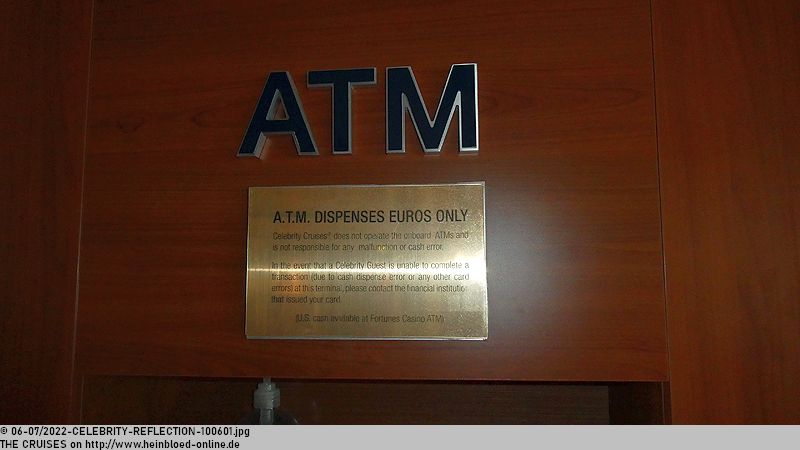 ATM
A.T.M. DISPENSES EUROS ONLY
Celebrity Cruises® does not operate the onboard ATMs and
is not responsible for any malfunction or cash error.
In the event that a Celebrity Guest is unable to complete a
transaction (due to cash dispense error or any other card
errors) at this terminal, please contact the financial institution
that issued your card.
(U.S. cash available at Fortunes Casino ATM)
© 06-07/2022-CELEBRITY-REFLECTION-100601.jpg
THE CRUISES on http://www.heinbloed-online.de